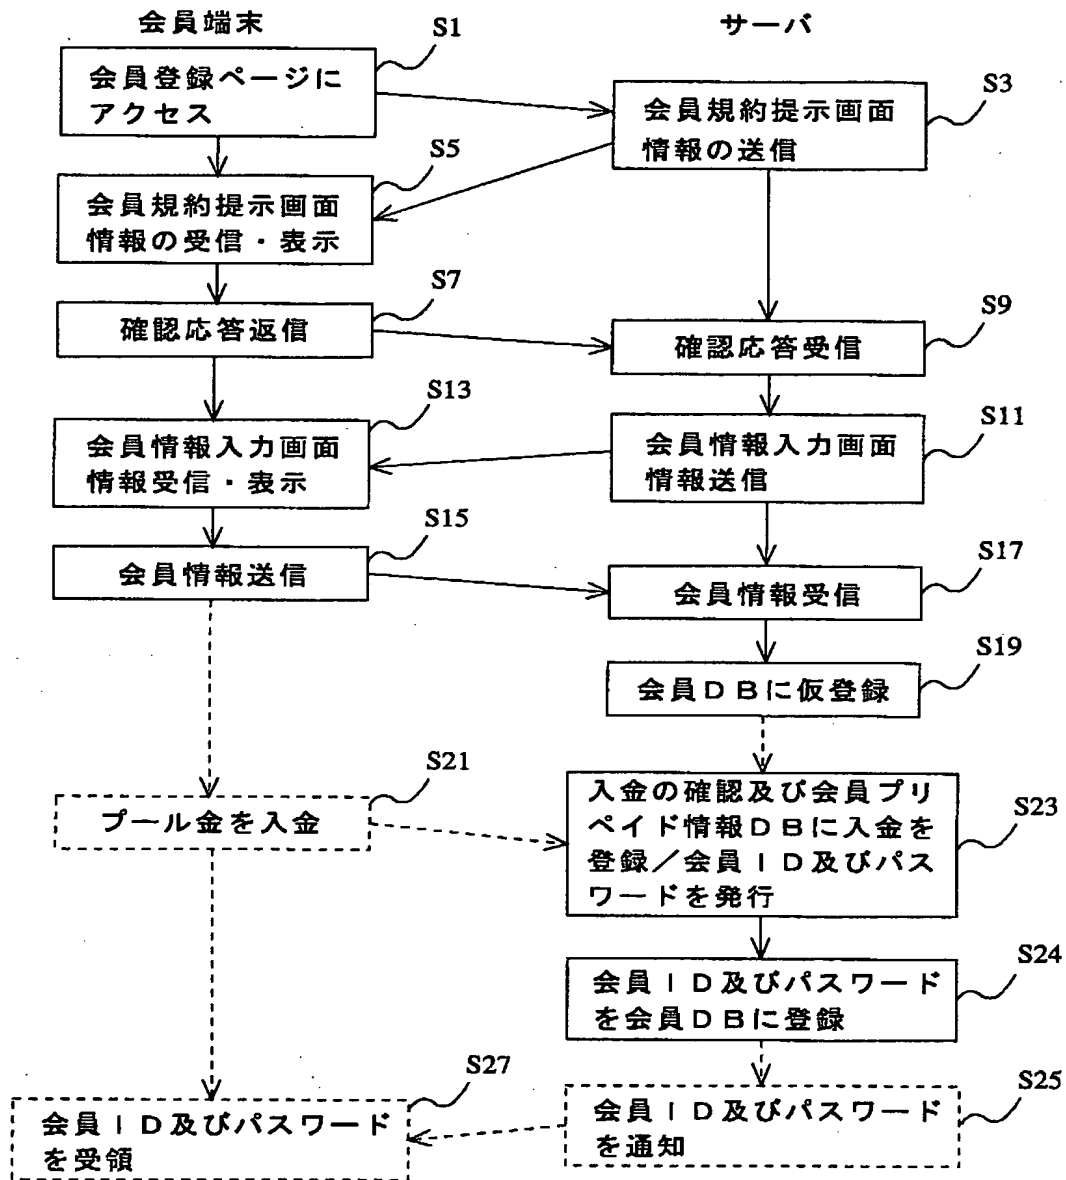 会員端末
サーバ
S1
会員登録ページに
アクセス
S3
会員規約提示画面
情報の送信
S5
会員規約提示画面
情報の受信・表示
S7
確認応答返信
S9
確認応答受信
S13
会員情報入力画面
情報受信・表示
S11
会員情報入力画面
情報送信
S15
会員情報送信
S17
会員情報受信
S19
会員DBに仮登録
S21
プール金を入金
S23
入金の確認及び会員プリ
ペイド情報DBに入金を
登録/会員ID及びパス
ワードを発行
S24
会員ID及びパスワード
を会員DBに登録
S25
会員ID及びパスワード
を通知
S27
会員ID及びパスワード
を受領